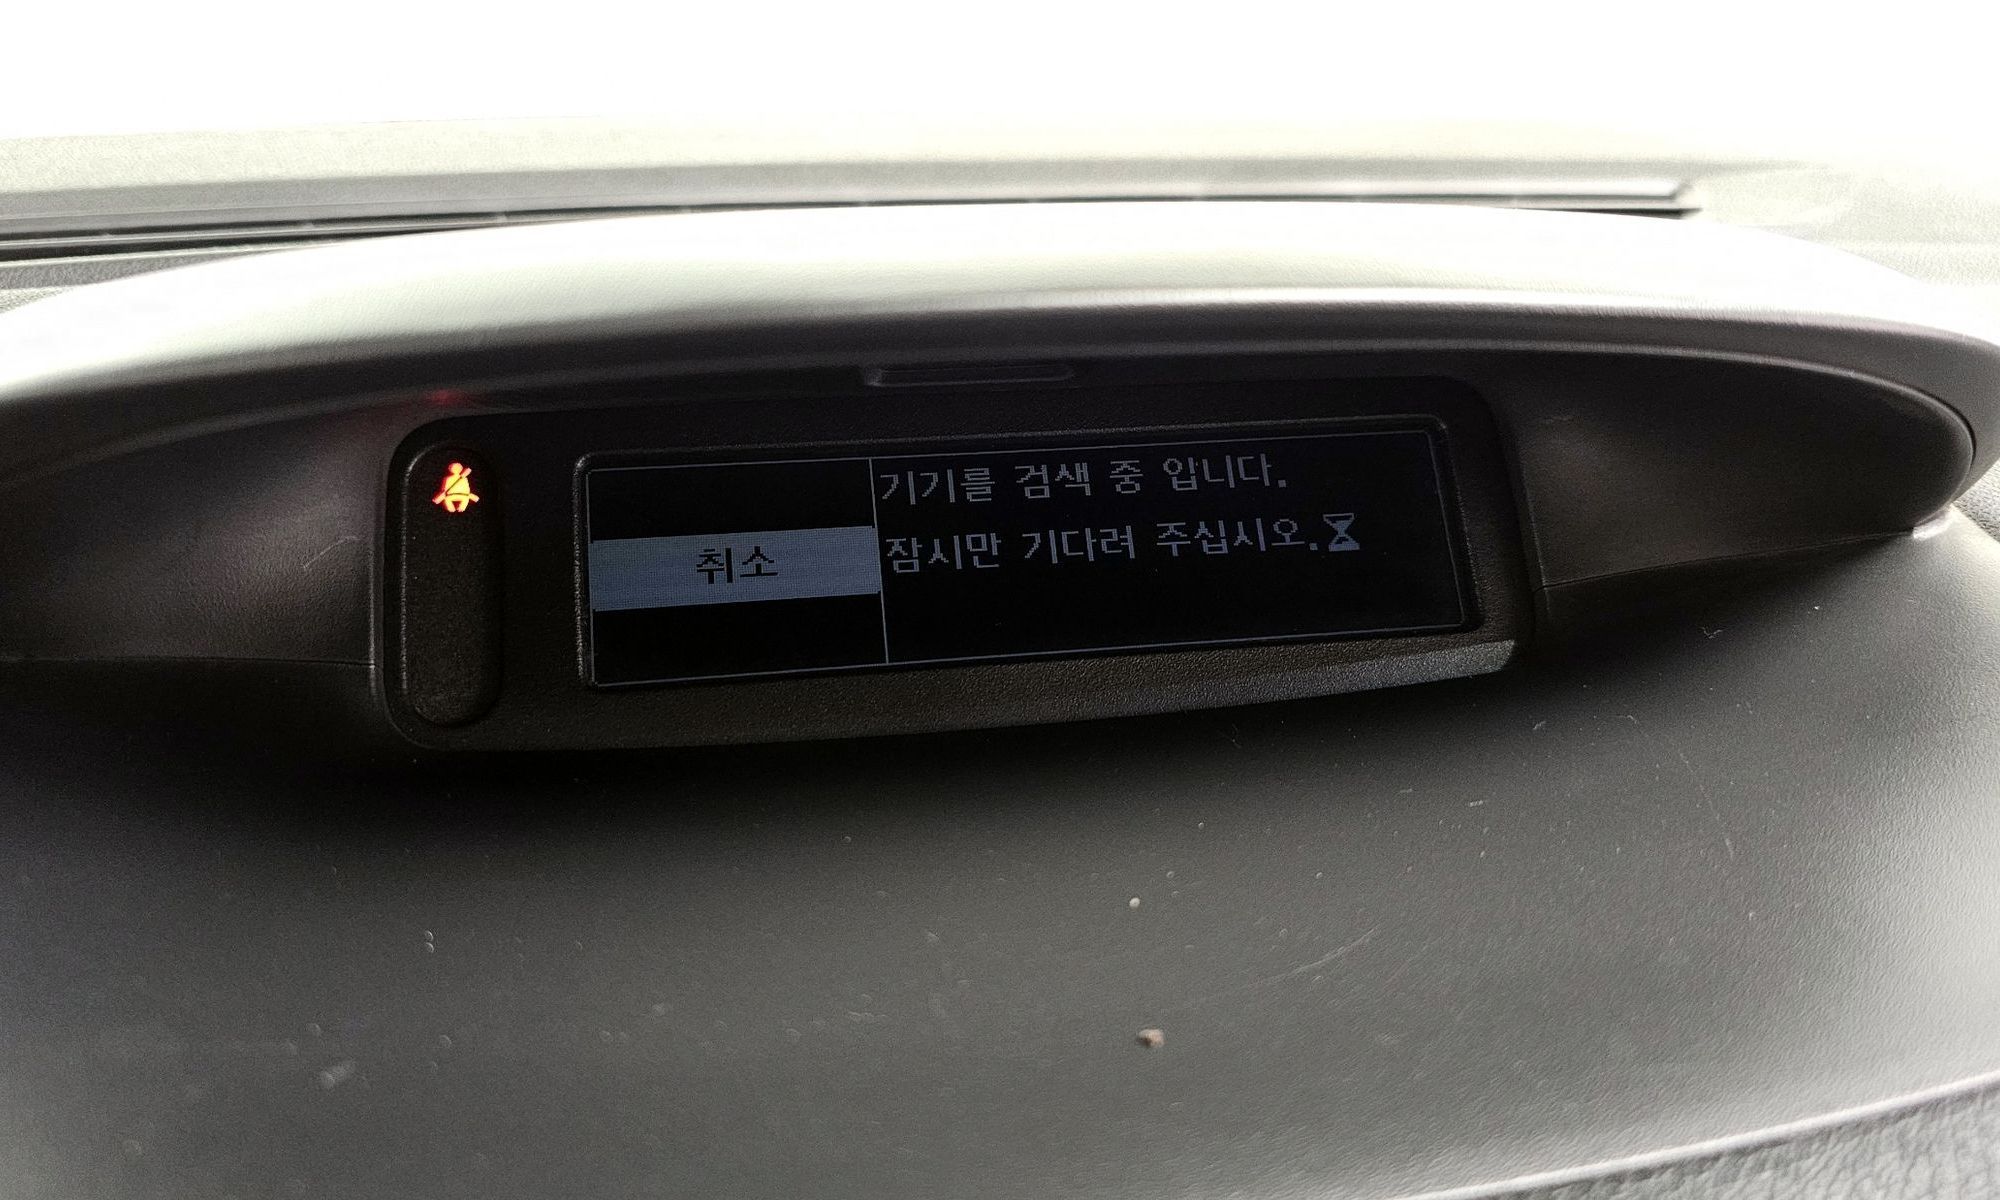 기기를 검색 중 입니다.
취소
잠시만 기다려 주십시오.